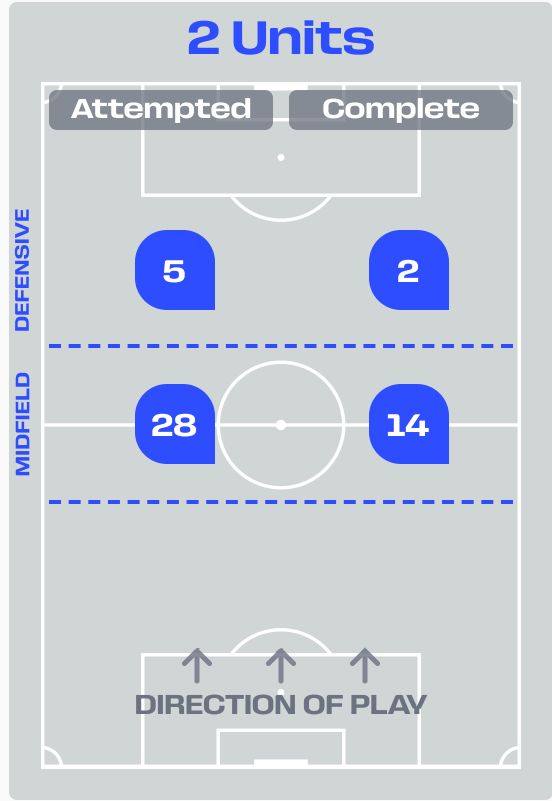 2 Units
Attempted Complete
DEFENSIVE
5 2
MIDFIELD
28 14
DIRECTION OF PLAY